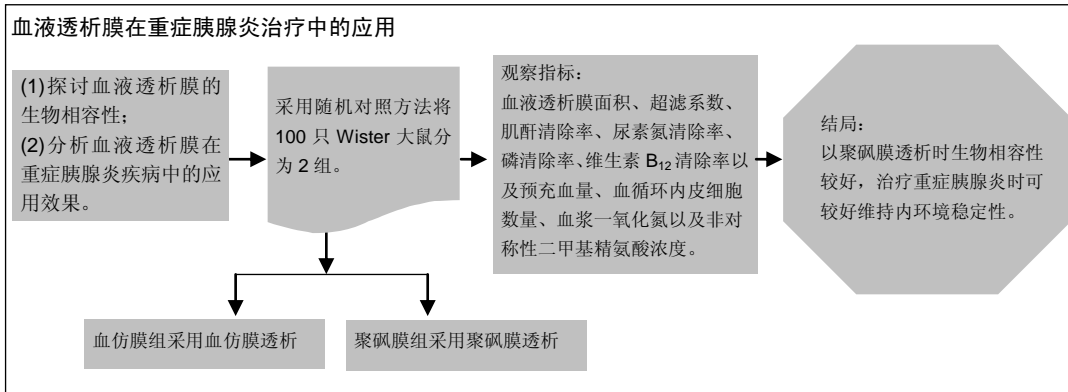 血液透析膜在重症胰腺炎治疗中的应用
(1)探讨血液透析膜的
生物相容性；
(2)分析血液透析膜在
重症胰腺炎疾病中的应
用效果。
采用随机对照方法将
100 只 Wister 大鼠分
为 2 组。
观察指标：
血液透析膜面积、超滤系数、
肌酐清除率、尿素氮清除率、
磷清除率、维生素 B₁₂ 清除率以
及预充血量、血循环内皮细胞
数量、血浆一氧化氮以及非对
称性二甲基精氨酸浓度。
结局：
以聚砜膜透析时生物相容性
较好，治疗重症胰腺炎时可
较好维持内环境稳定性。
血仿膜组采用血仿膜透析
聚砜膜组采用聚砜膜透析